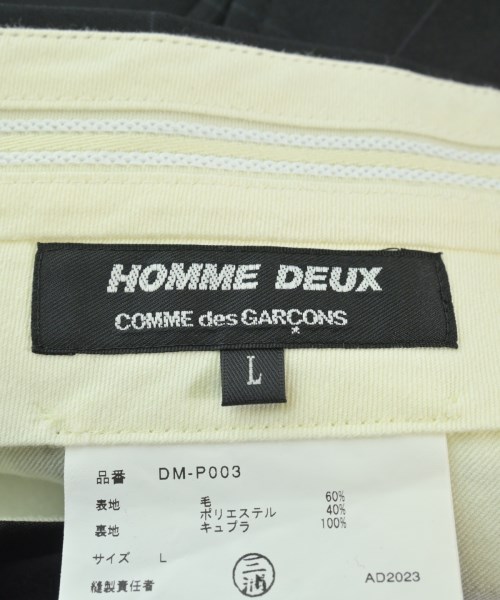 HOMME DEUX
COMME des GARÇONS
L
品番 DM-P003
表地 毛 60%
ポリエステル 40%
裏地 キュプラ 100%
サイズ L
縫製責任者 三浦 AD2023